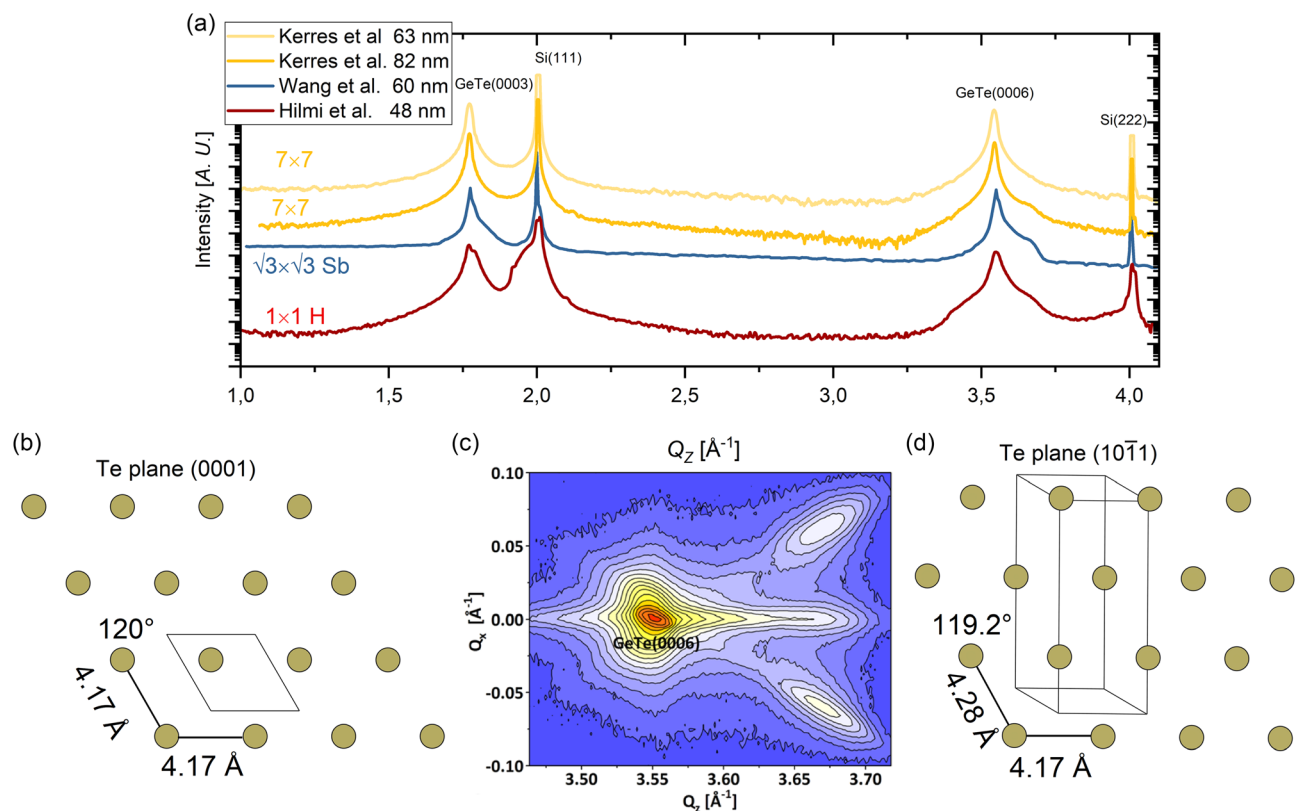 (a)
Kerres et al 63 nm
Kerres et al. 82 nm
Wang et al. 60 nm
Hilmi et al. 48 nm
GeTe(0003)
Si(111)
GeTe(0006)
Si(222)
Intensity [A. U.]
7×7
7×7
√3×√3 Sb
1×1 H
1,0 1,5 2,0 2,5 3,0 3,5 4,0
Q_Z [Å⁻¹]
(b)
Te plane (0001)
120°
4.17 Å
4.17 Å
(c)
0.10
0.05
0.00
-0.05
-0.10
Q_x [Å⁻¹]
GeTe(0006)
3.50 3.55 3.60 3.65 3.70
Q_z [Å⁻¹]
(d)
Te plane (101̅1)
119.2°
4.28 Å
4.17 Å